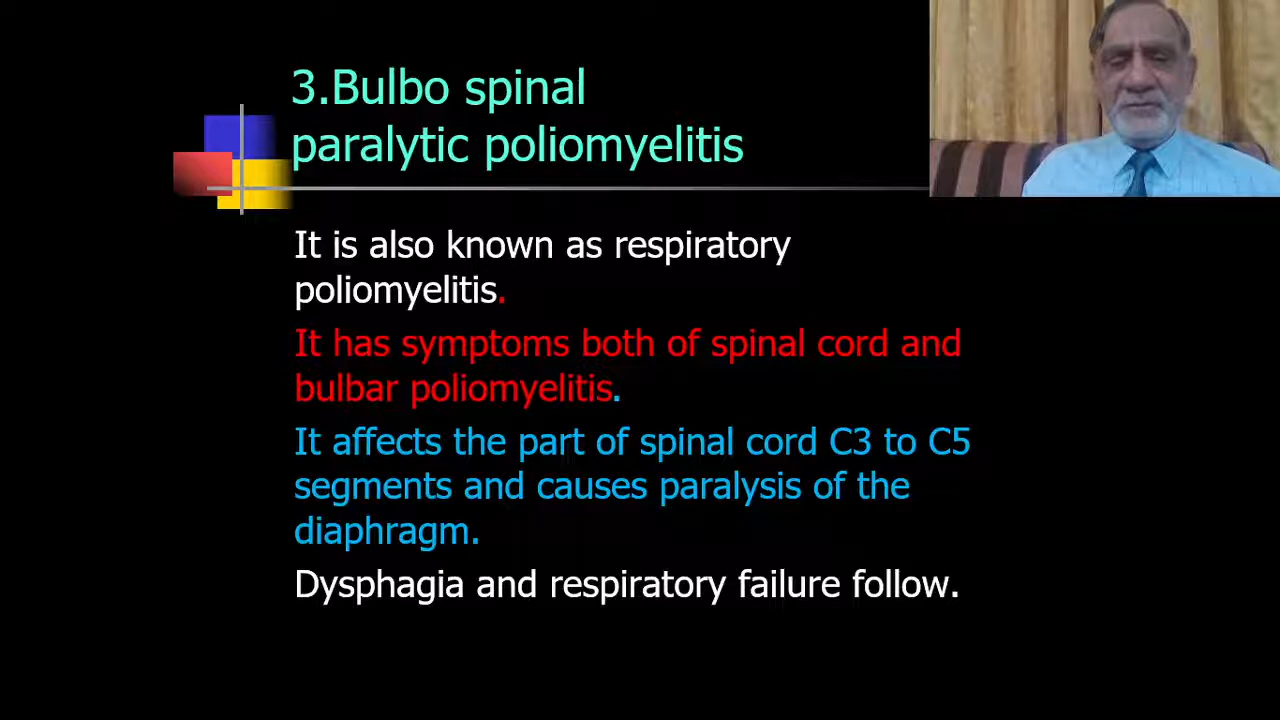 3.Bulbo spinal
paralytic poliomyelitis
It is also known as respiratory
poliomyelitis.
It has symptoms both of spinal cord and
bulbar poliomyelitis.
It affects the part of spinal cord C3 to C5
segments and causes paralysis of the
diaphragm.
Dysphagia and respiratory failure follow.